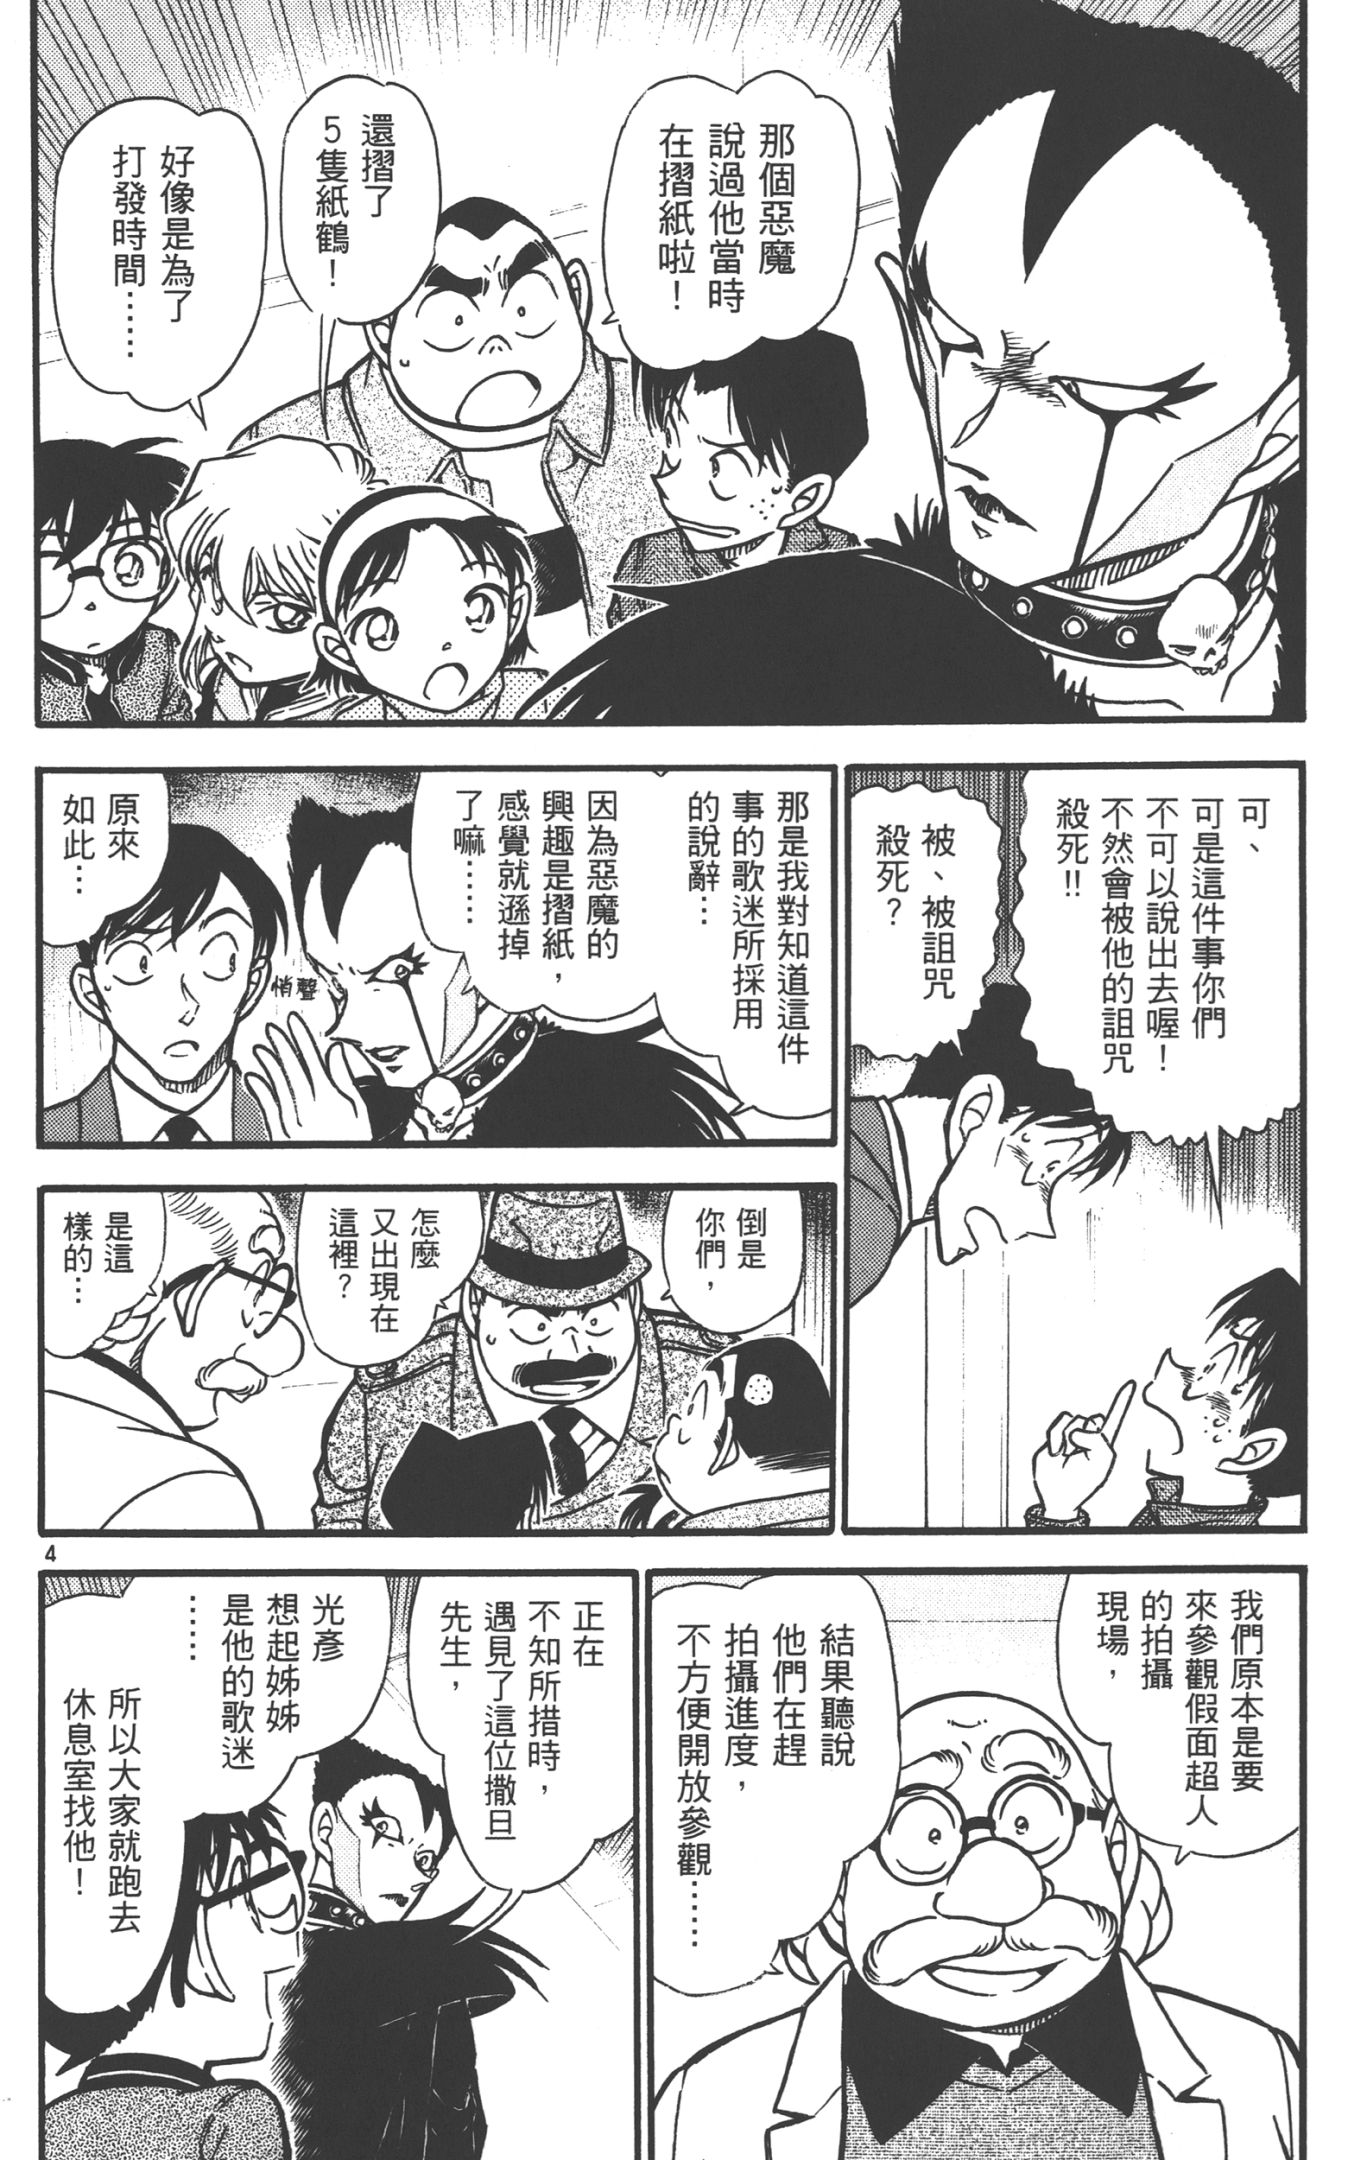 那個惡魔
說過他當時
在摺紙啦！
還摺了
5隻紙鶴！
好像是為了
打發時間……
可、
可是這件事你們
不可以說出去喔！
不然會被他的詛咒
殺死!!
被、被詛咒
殺死？
那是我對知道這件
事的歌迷所採用
的說辭…
因為惡魔的
興趣是摺紙，
感覺就遜掉
了嘛……
悄聲
原來
如此…
倒是
你們，
怎麼
又出現在
這裡？
是這
樣的…
4
我們原本是要
來參觀假面超人
的拍攝
現場，
結果聽說
他們在趕
拍攝進度，
不方便開放參觀……
正在
不知所措時，
遇見了這位撒旦
先生，
光彥
想起姊姊
是他的歌迷
……
所以大家就跑去
休息室找他！